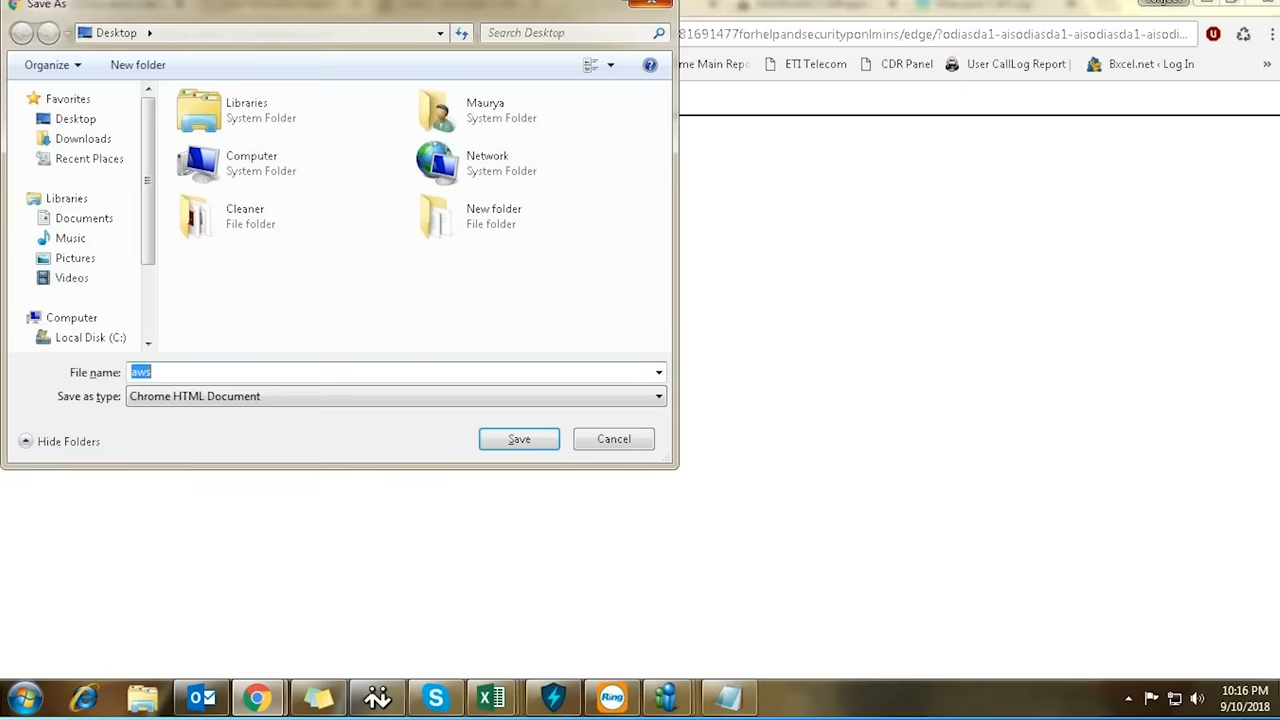 Save As
Desktop
Search Desktop
81691477forhelpandsecurityponlmins/edge/?odiasda1-aisodiasda1-aisodiasda1-aisodi...
Organize
New folder
me Main Repo
ETI Telecom
CDR Panel
User CallLog Report |
Bxcel.net ‹ Log In
»
Favorites
Desktop
Downloads
Recent Places
Libraries
Documents
Music
Pictures
Videos
Computer
Local Disk (C:)
Libraries
System Folder
Maurya
System Folder
Computer
System Folder
Network
System Folder
Cleaner
File folder
New folder
File folder
File name:
aws
Save as type:
Chrome HTML Document
Hide Folders
Save
Cancel
Ring
10:16 PM
9/10/2018